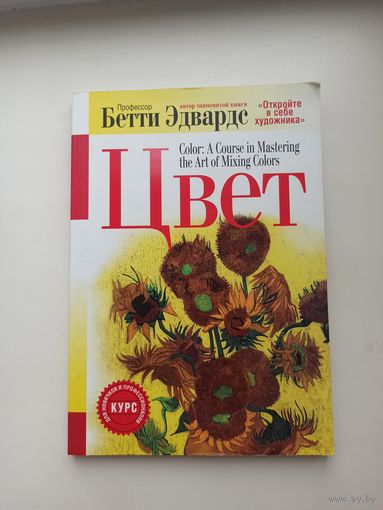 Профессор
Бетти Эдвардс
автор знаменитой книги
«Откройте
в себе
художника»
Color: A Course in Mastering
the Art of Mixing Colors
Цвет
ДЛЯ НОВИЧКОВ И ПРОФЕССИОНАЛОВ
КУРС
www.ay.by